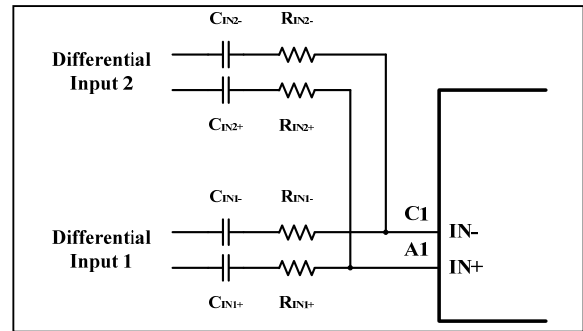 CIN2-
RIN2-
Differential
Input 2
CIN2+
RIN2+
CIN1-
RIN1-
C1
IN-
Differential
Input 1
A1
IN+
CIN1+
RIN1+